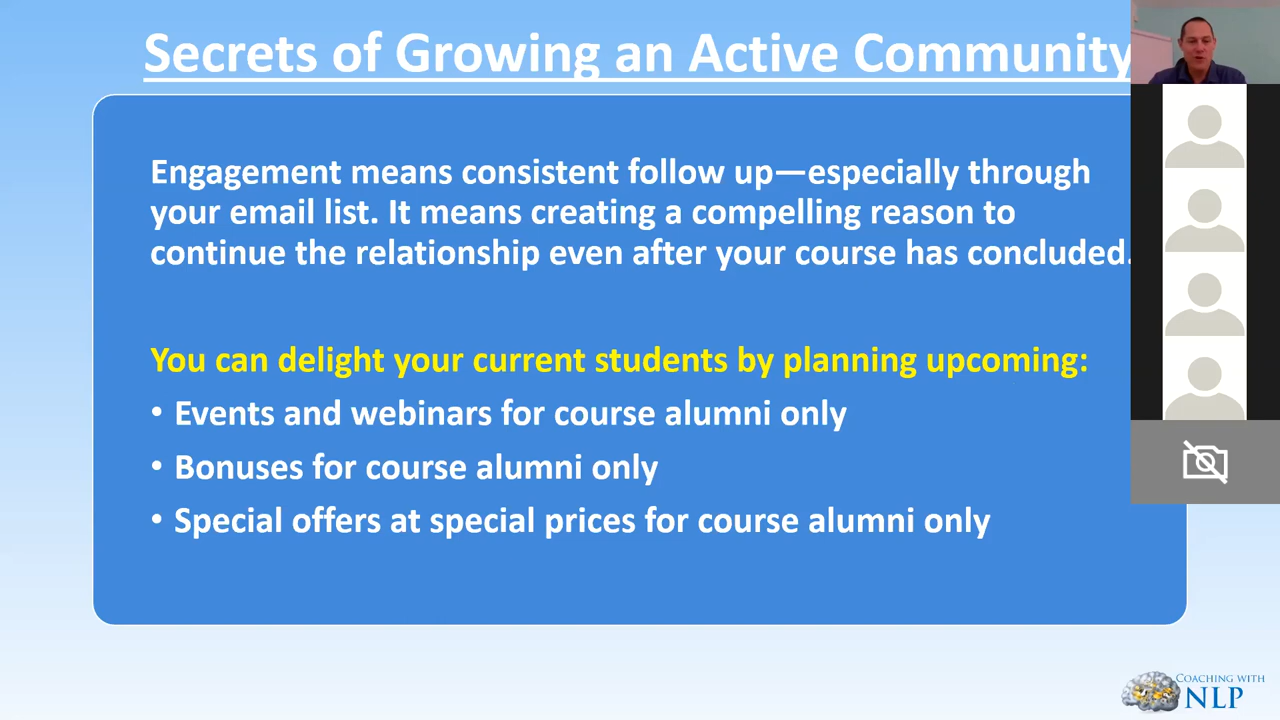 Secrets of Growing an Active Community
Engagement means consistent follow up—especially through
your email list. It means creating a compelling reason to
continue the relationship even after your course has concluded.
You can delight your current students by planning upcoming:
• Events and webinars for course alumni only
• Bonuses for course alumni only
• Special offers at special prices for course alumni only
COACHING WITH
NLP